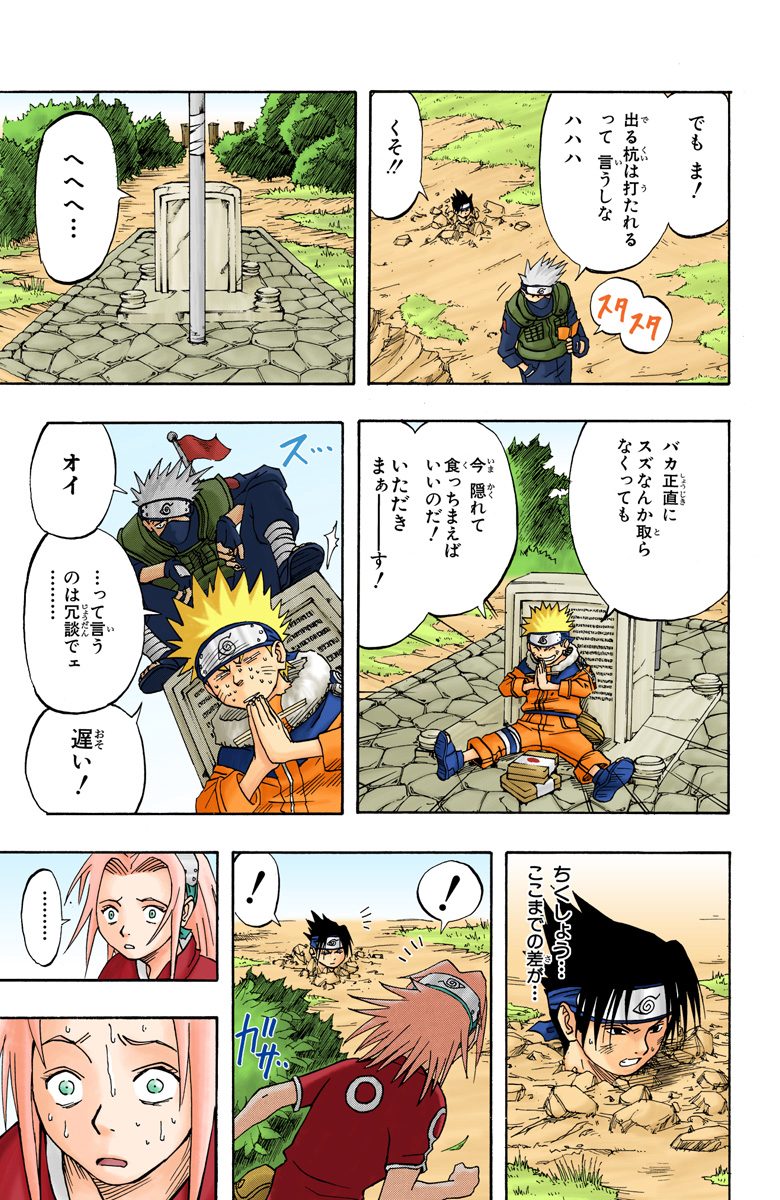 でも ま!
出る杭は打たれる
って 言うしな
ハハハ
くそ!!
スタ
スタ
へへへ…
バカ正直に
スズなんか取ら
なくっても
今 隠れて
食っちまえば
いいのだ!
いただき
まぁーーす!
ス…
オイ
…って言う
のは冗談でェ
………
遅い!
ちくしょう…
ここまでの差が…
!
!
ガサ…
………